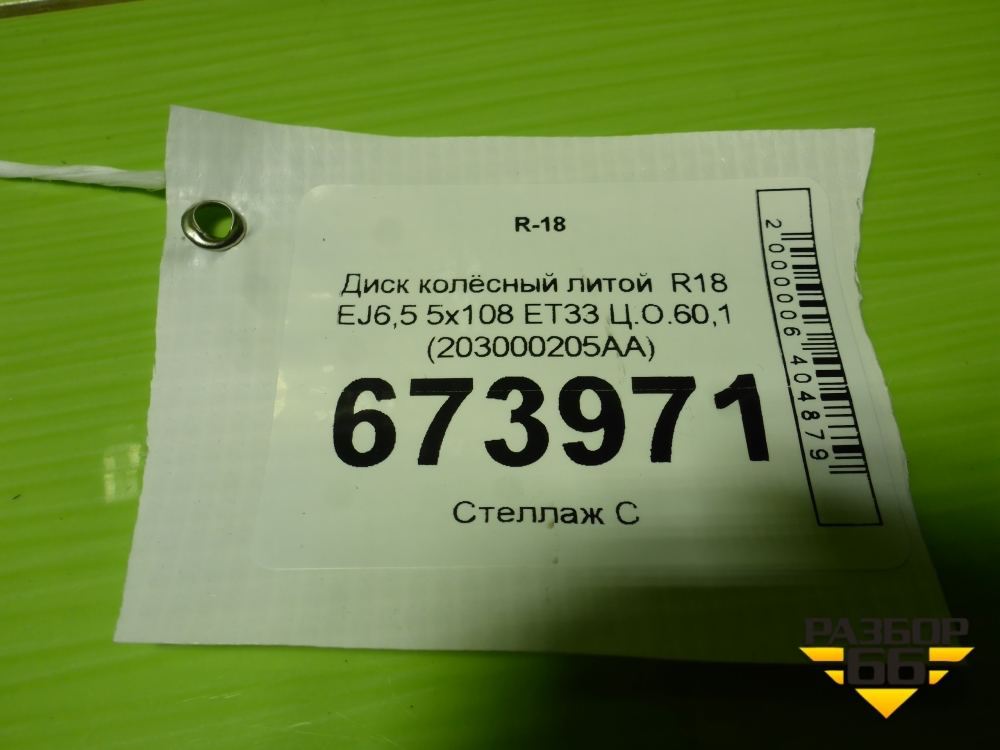 R-18
Диск колёсный литой R18
EJ6,5 5x108 ET33 Ц.О.60,1
(203000205AA)
673971
Стеллаж С
2000006404879
РАЗБОР
66